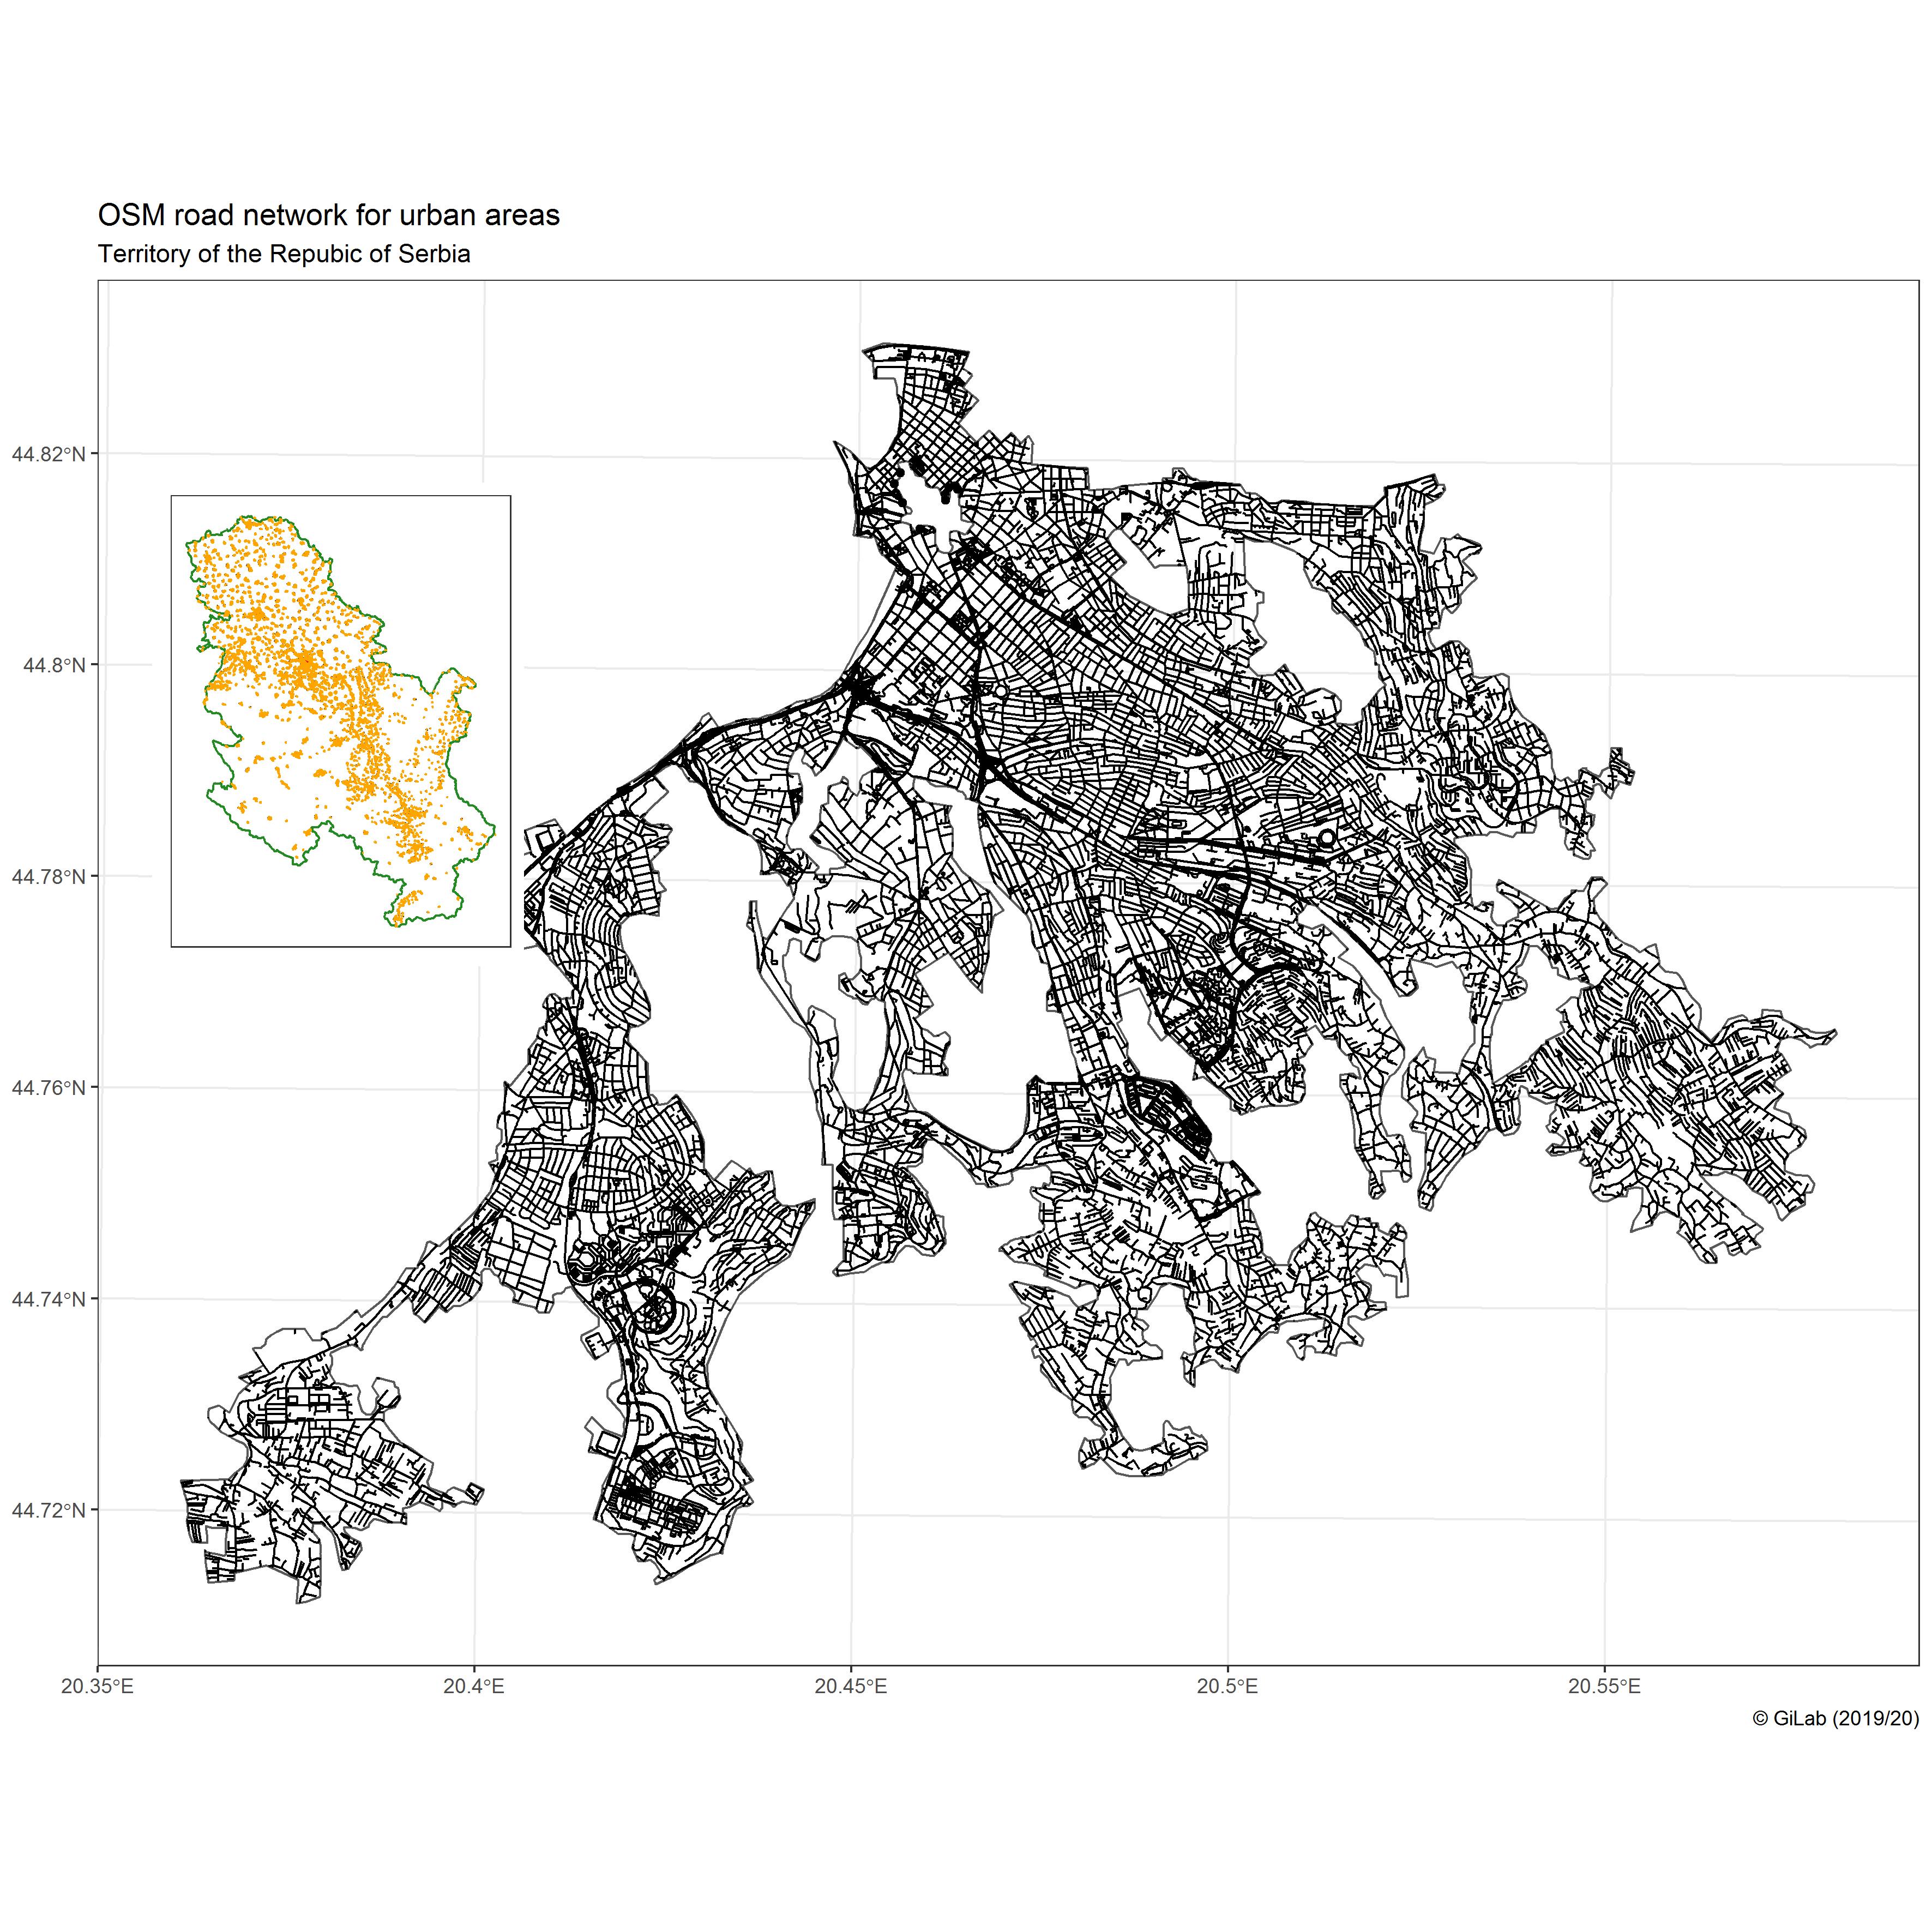 OSM road network for urban areas
Territory of the Repubic of Serbia
44.82°N
44.8°N
44.78°N
44.76°N
44.74°N
44.72°N
20.35°E
20.4°E
20.45°E
20.5°E
20.55°E
© GiLab (2019/20)